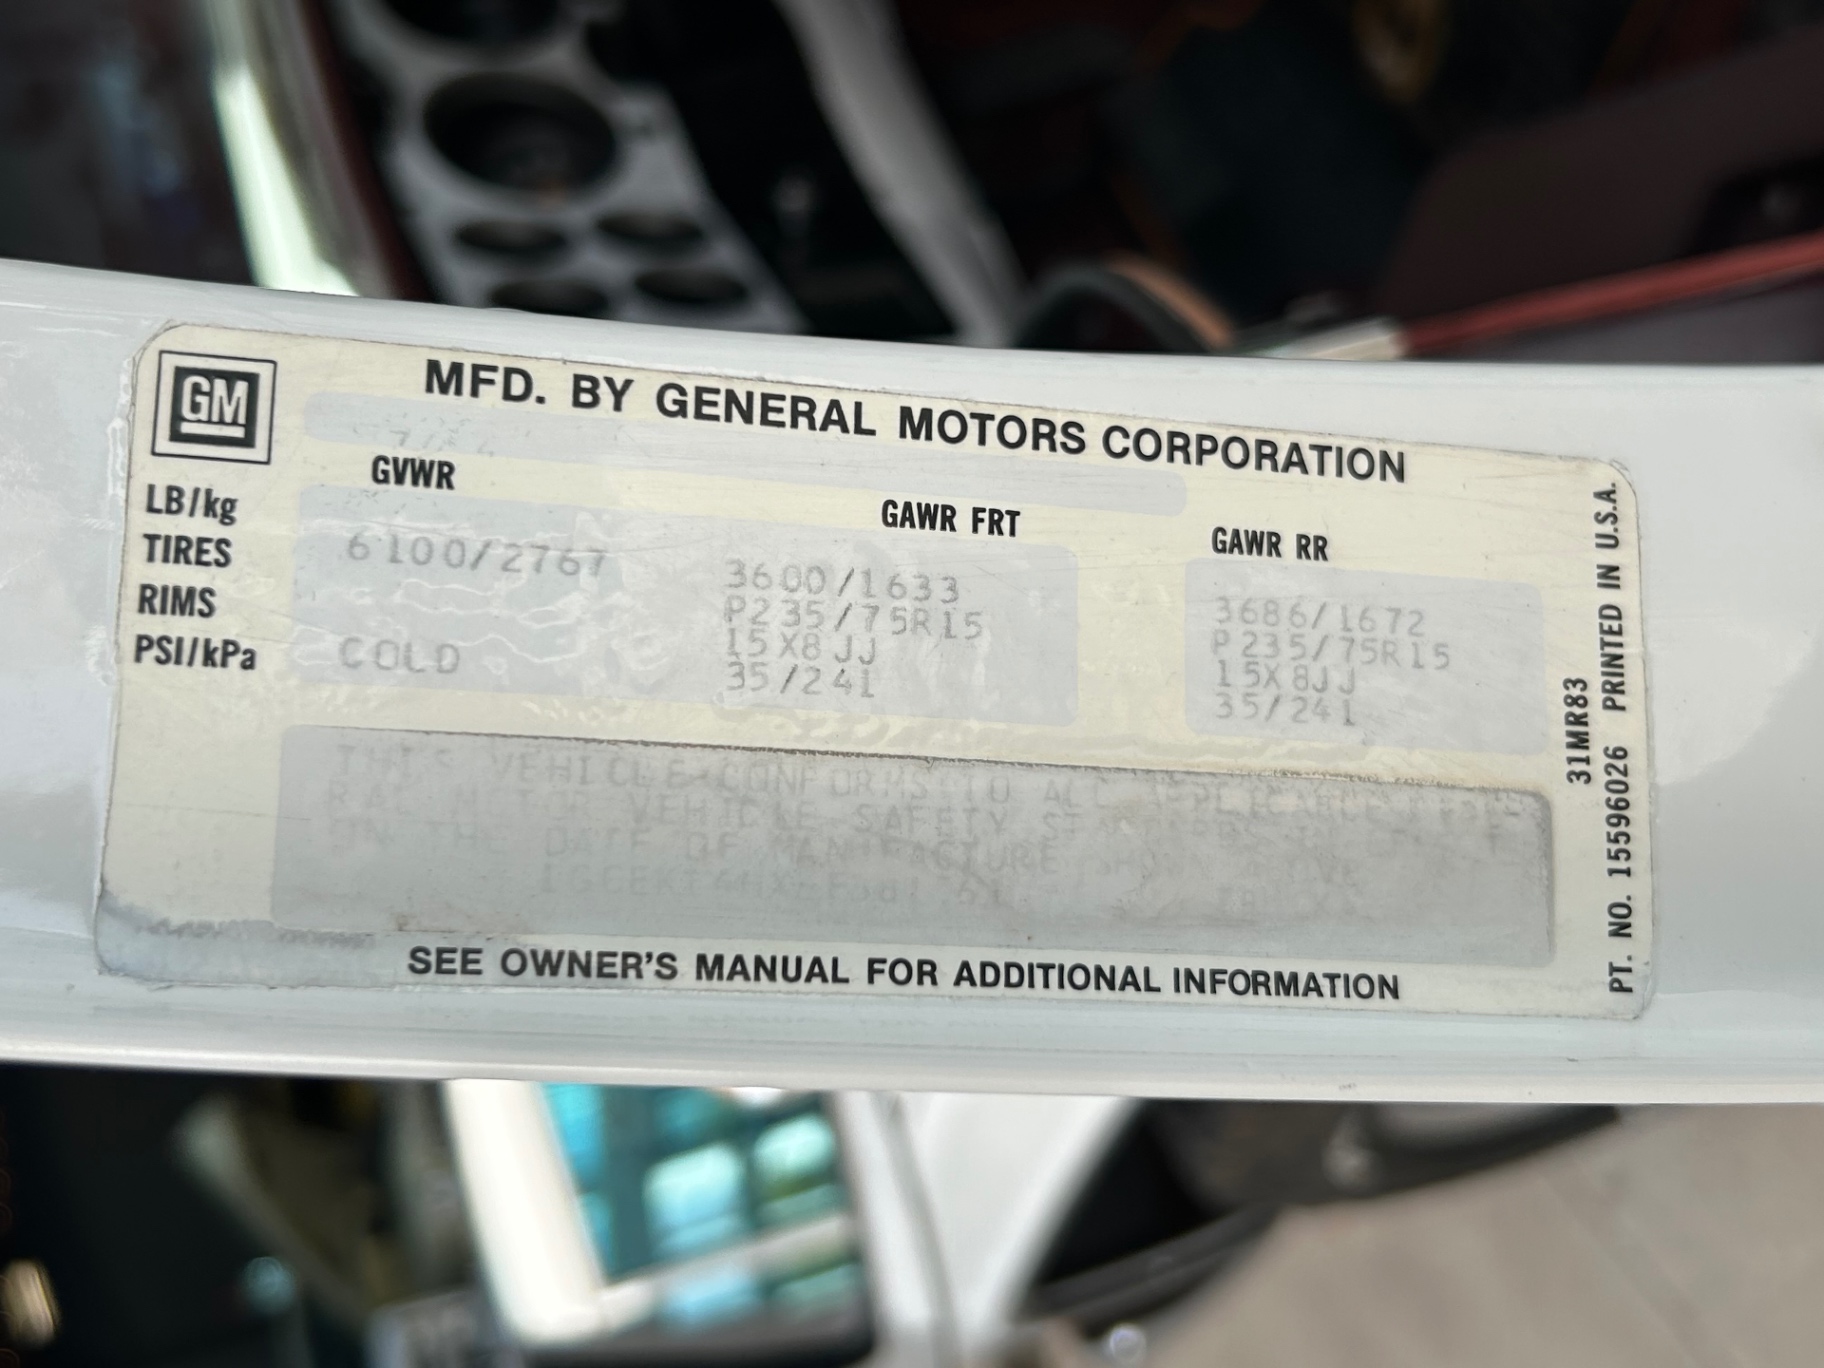 GM
MFD. BY GENERAL MOTORS CORPORATION
GVWR GAWR FRT GAWR RR
LB/kg 6100/2767 3600/1633 3686/1672
TIRES P235/75R15 P235/75R15
RIMS 15X8JJ 15X8JJ
PSI/kPa COLD 35/241 35/241
THIS VEHICLE CONFORMS TO ALL APPLICABLE
MOTOR VEHICLE SAFETY
ON THE DATE OF MANUFACTURE
SEE OWNER'S MANUAL FOR ADDITIONAL INFORMATION
31MR83
PT. NO. 15596026 PRINTED IN U.S.A.